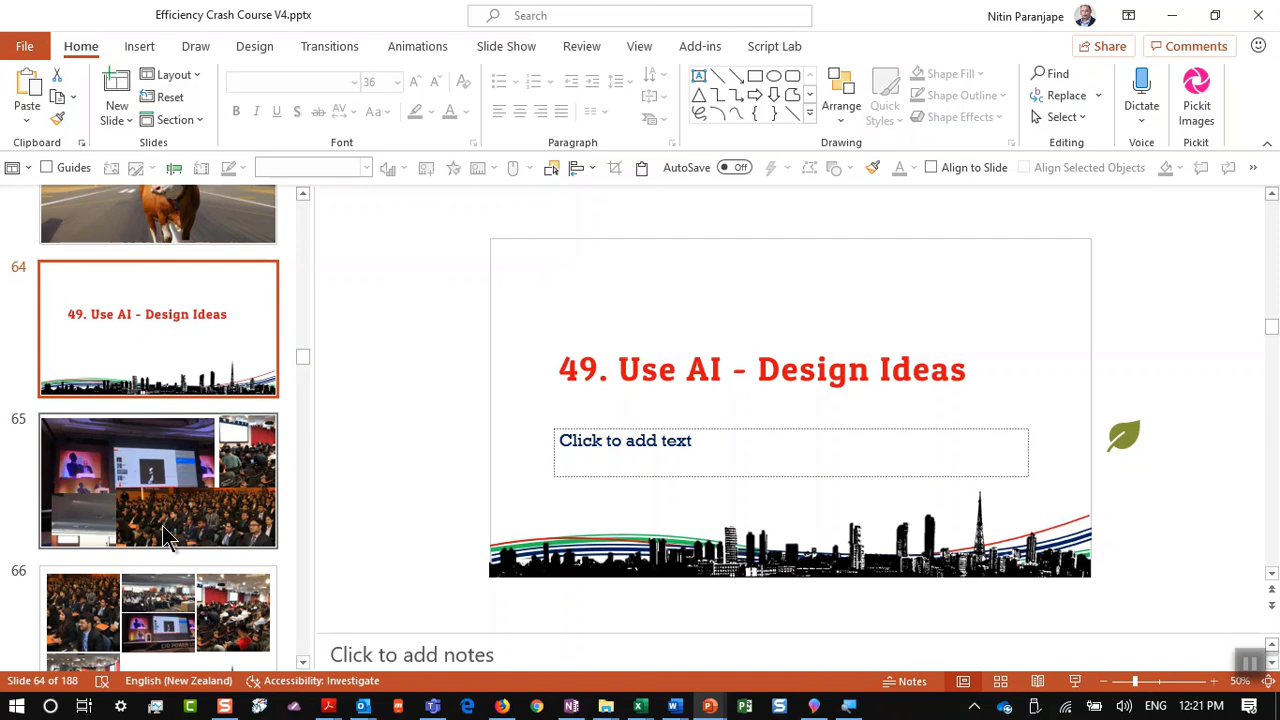 Efficiency Crash Course V4.pptx
Search
Nitin Paranjape
File
Home
Insert
Draw
Design
Transitions
Animations
Slide Show
Review
View
Add-ins
Script Lab
Share
Comments
Paste
New
Slide
Layout
Reset
Section
36
B I U S ab AV Aa A
Arrange
Quick
Styles
Shape Fill
Shape Outline
Shape Effects
Find
Replace
Select
Dictate
Pickit
Images
Clipboard
Slides
Font
Paragraph
Drawing
Editing
Voice
Pickit
Guides
AutoSave
Off
Align to Slide
Align Selected Objects
64
49. Use AI - Design Ideas
65
66
49. Use AI - Design Ideas
Click to add text
Click to add notes
Slide 64 of 188
English (New Zealand)
Accessibility: Investigate
Notes
50%
12:21 PM